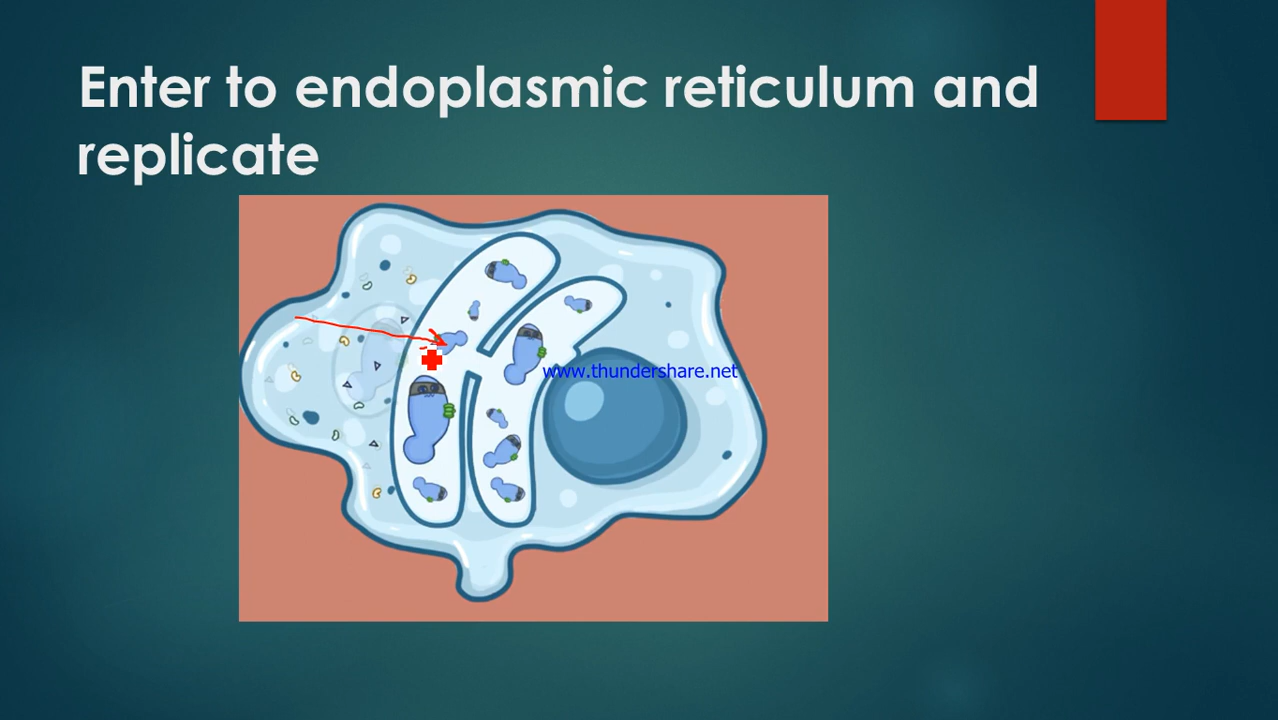 Enter to endoplasmic reticulum and
replicate
www.thundershare.net